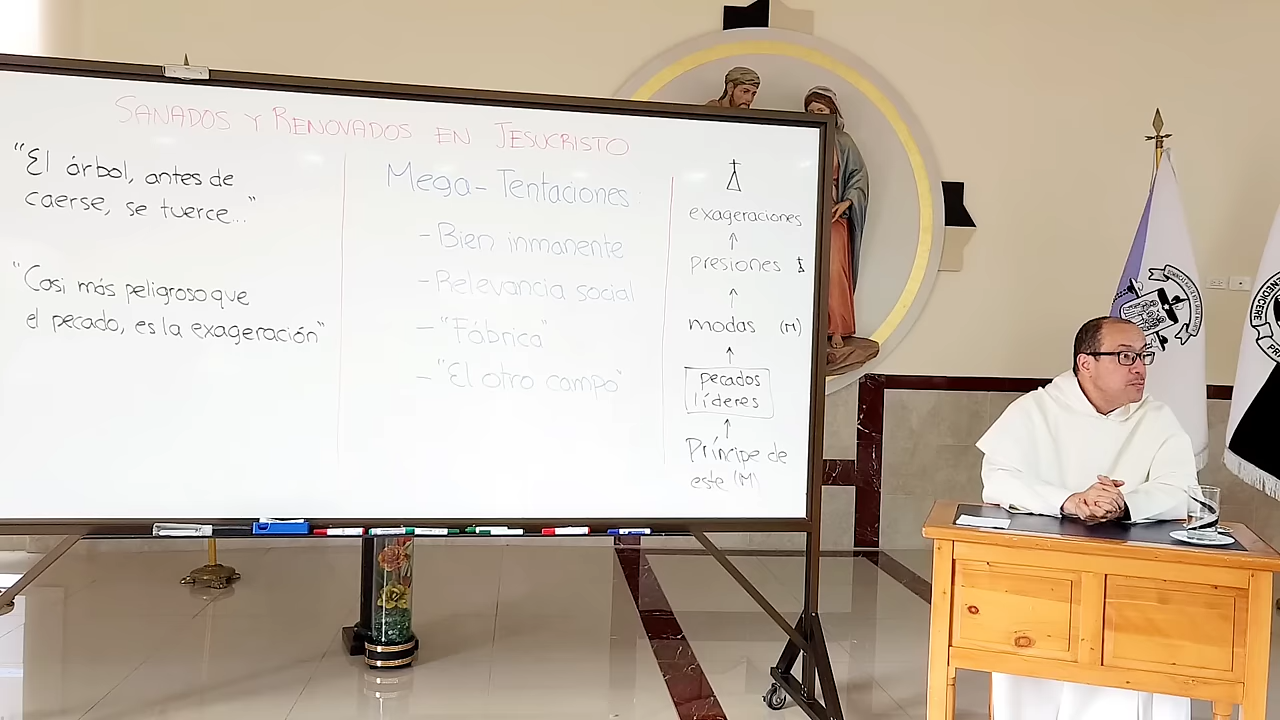 SANADOS Y RENOVADOS EN JESUCRISTO
"El árbol, antes de
caerse, se tuerce..."
"Casi más peligroso que
el pecado, es la exageración"
Mega-Tentaciones:
- Bien inmanente
- Relevancia social
- "Fábrica"
- "El otro campo"
exageraciones
↑
presiones
↑
modas (M)
↑
pecados
líderes
↑
Príncipe de
este (M)